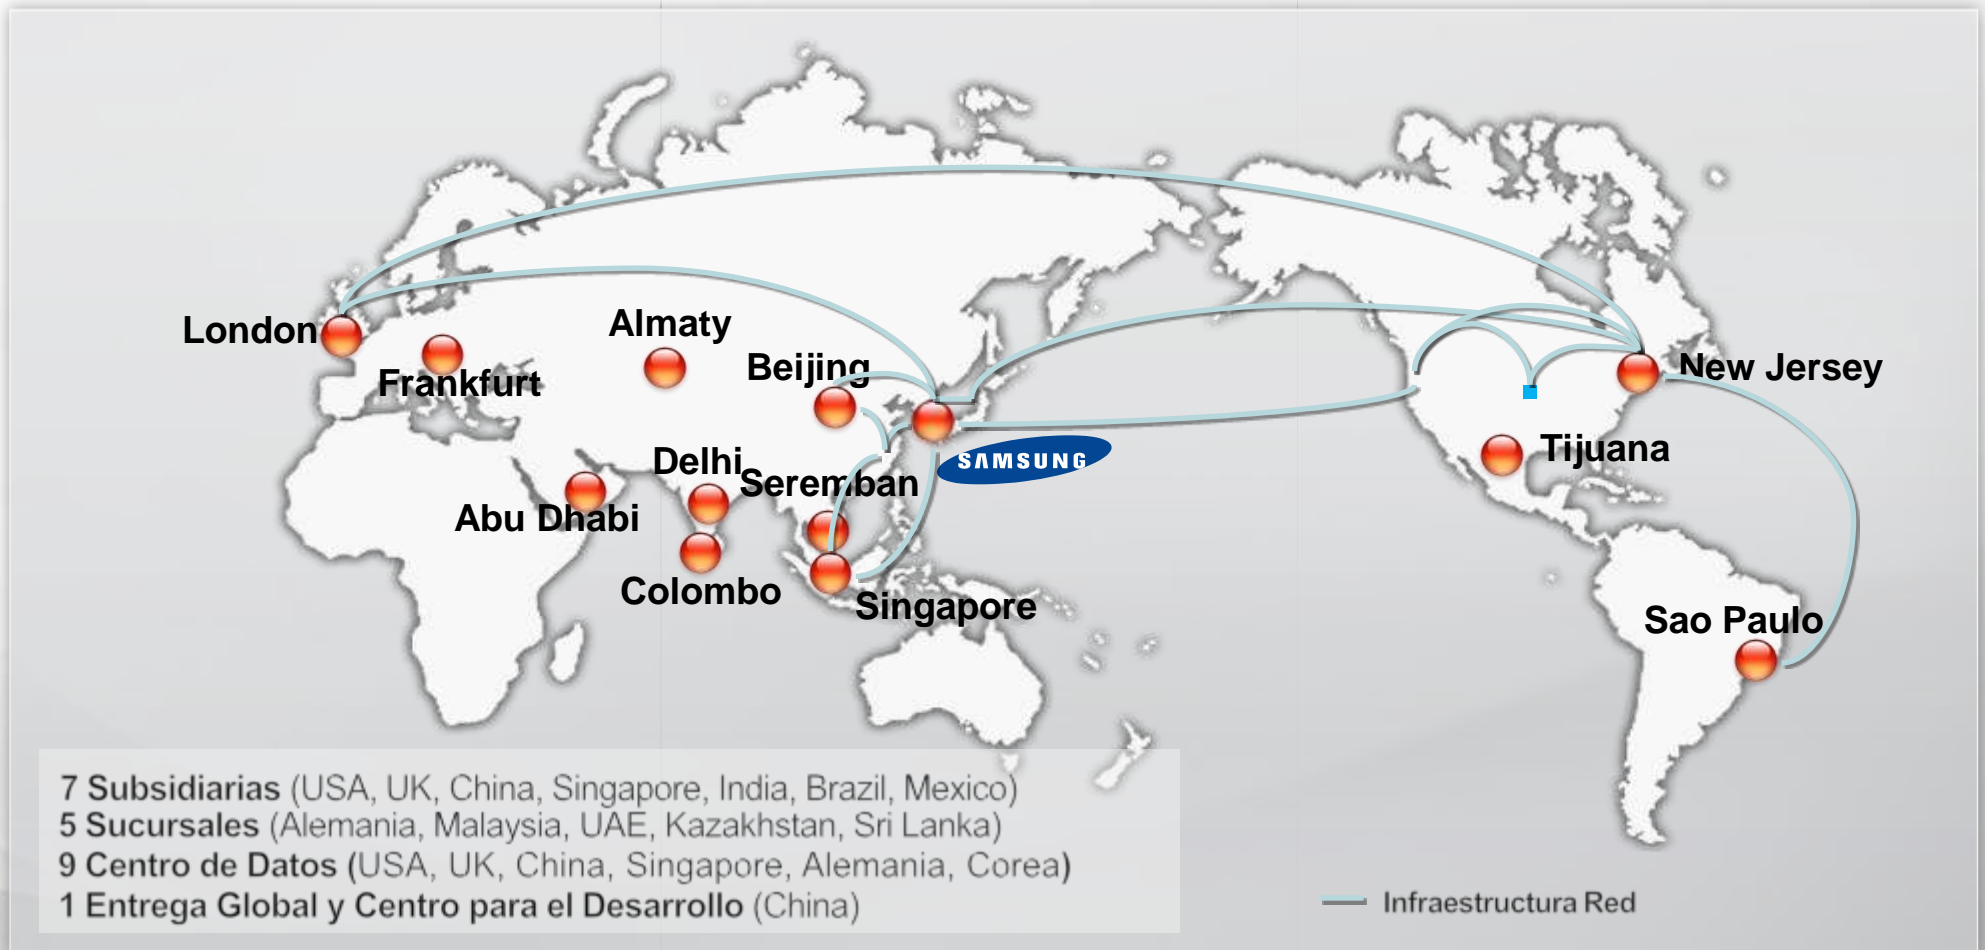 London
Almaty
Beijing
Frankfurt
New Jersey
Delhi
Seremban
SAMSUNG
Tijuana
Abu Dhabi
Colombo
Singapore
Sao Paulo
7 Subsidiarias (USA, UK, China, Singapore, India, Brazil, Mexico)
5 Sucursales (Alemania, Malaysia, UAE, Kazakhstan, Sri Lanka)
9 Centro de Datos (USA, UK, China, Singapore, Alemania, Corea)
1 Entrega Global y Centro para el Desarrollo (China)
Infraestructura Red